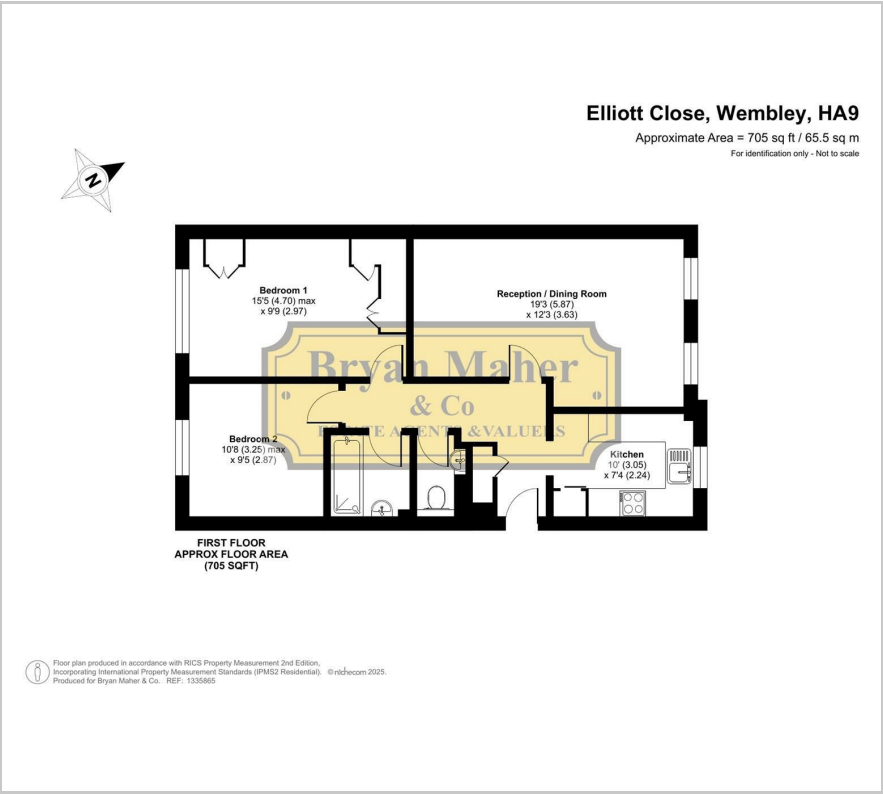 Elliott Close, Wembley, HA9
Approximate Area = 705 sq ft / 65.5 sq m
For identification only - Not to scale
N
Bedroom 1
15'5 (4.70) max
x 9'9 (2.97)
Reception / Dining Room
19'3 (5.87)
x 12'3 (3.63)
Bryan Maher
& Co
ESTATE AGENTS & VALUERS
Bedroom 2
10'8 (3.25) max
x 9'5 (2.87)
Kitchen
10' (3.05)
x 7'4 (2.24)
FIRST FLOOR
APPROX FLOOR AREA
(705 SQFT)
Floor plan produced in accordance with RICS Property Measurement 2nd Edition,
Incorporating International Property Measurement Standards (IPMS2 Residential). © nichecom 2025.
Produced for Bryan Maher & Co. REF: 1335865